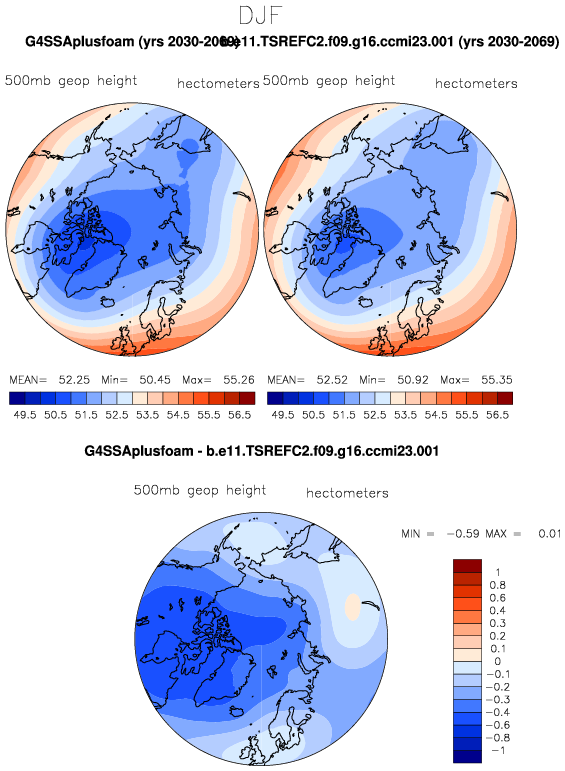 DJF
G4SSAplusfoam (yrs 2030-2069) b.e11.TSREFC2.f09.g16.ccmi23.001 (yrs 2030-2069)
500mb geop height hectometers 500mb geop height hectometers
MEAN= 52.25 Min= 50.45 Max= 55.26 MEAN= 52.52 Min= 50.92 Max= 55.35
49.5 50.5 51.5 52.5 53.5 54.5 55.5 56.5 49.5 50.5 51.5 52.5 53.5 54.5 55.5 56.5
G4SSAplusfoam - b.e11.TSREFC2.f09.g16.ccmi23.001
500mb geop height hectometers
MIN = -0.59 MAX = 0.01
1
0.8
0.6
0.4
0.3
0.2
0.1
0
-0.1
-0.2
-0.3
-0.4
-0.6
-0.8
-1